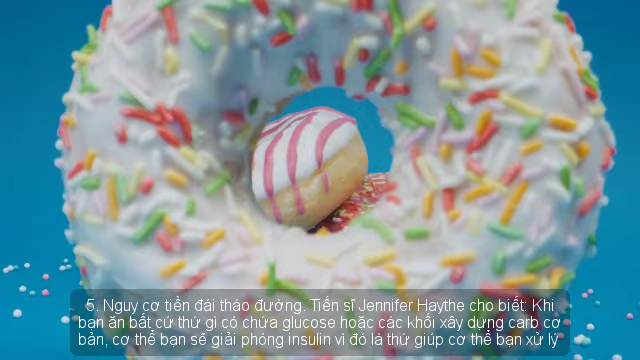 5. Nguy cơ tiền đái tháo đường. Tiến sĩ Jennifer Haythe cho biết: Khi
bạn ăn bất cứ thứ gì có chứa glucose hoặc các khối xây dựng carb cơ
bản, cơ thể bạn sẽ giải phóng insulin vì đó là thứ giúp cơ thể bạn xử lý